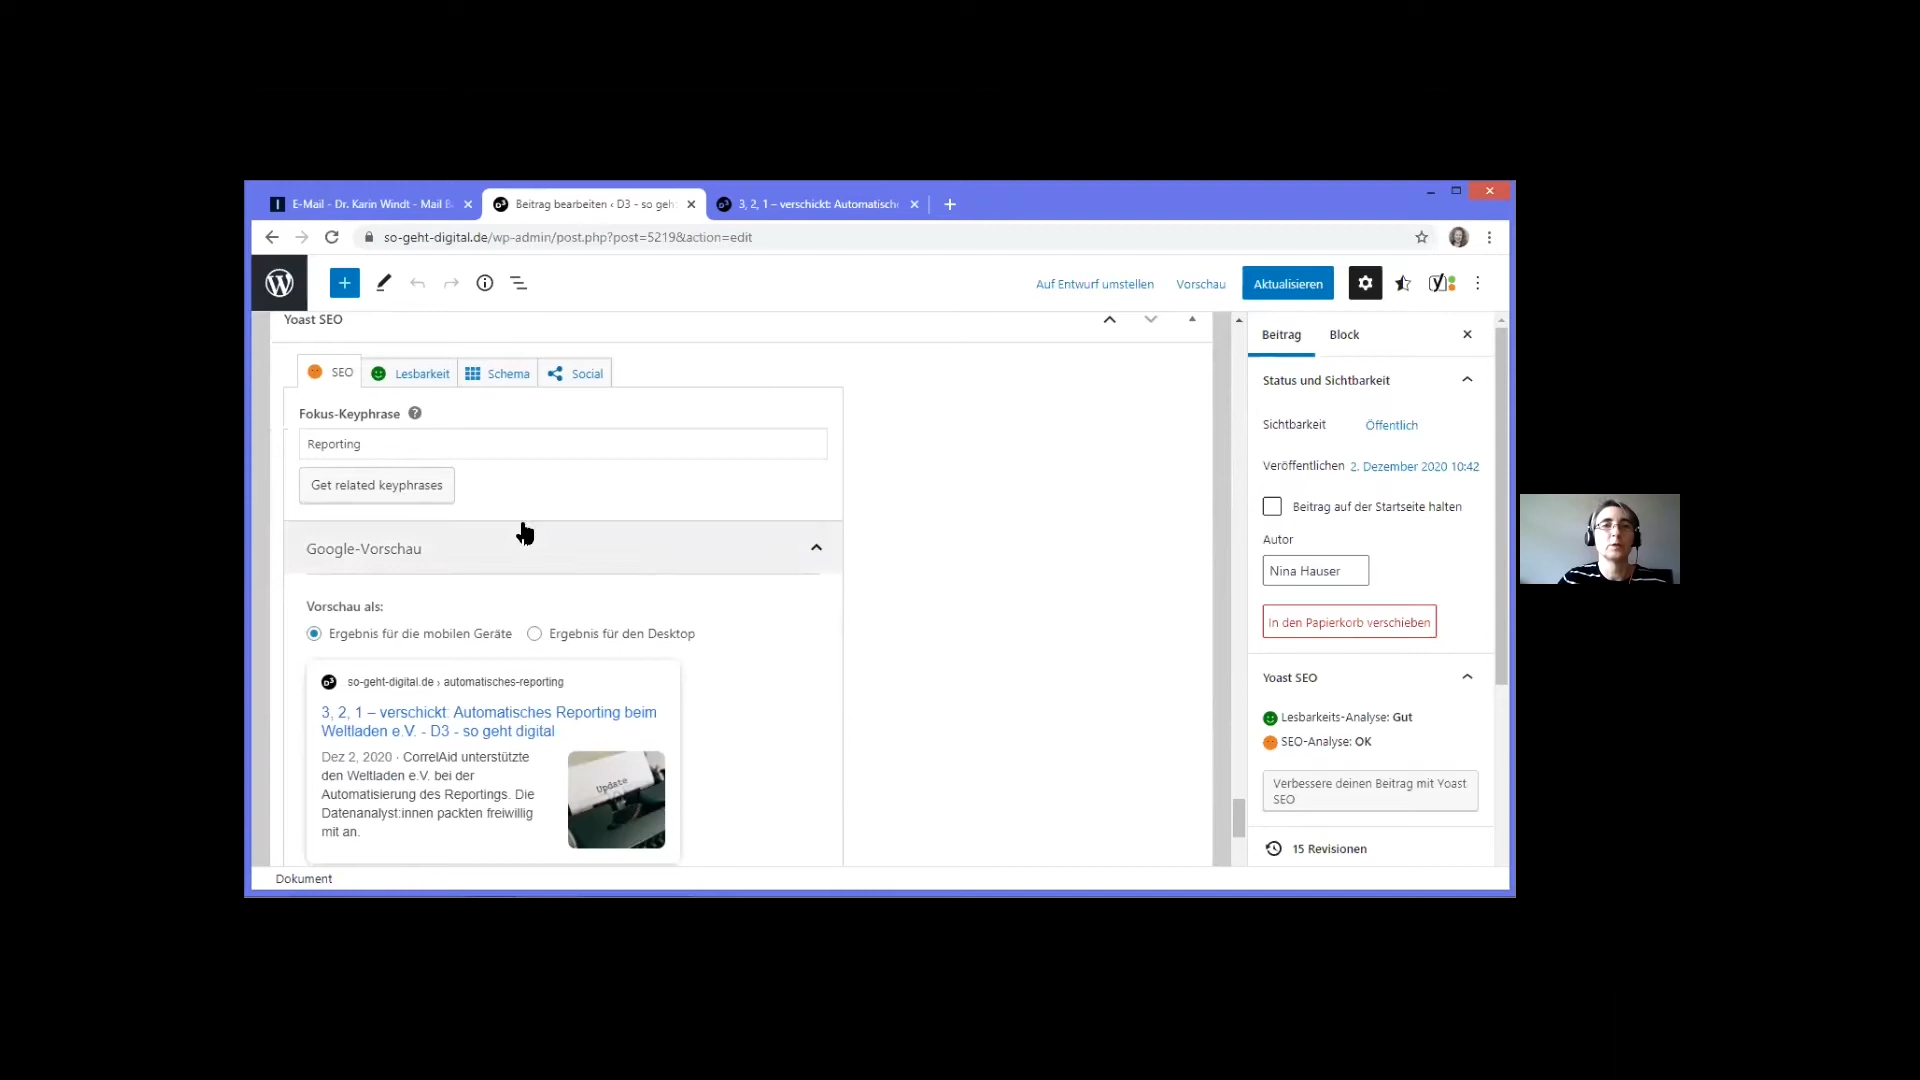 E-Mail - Dr. Karin Windt - Mail B
Beitrag bearbeiten ‹ D3 - so geh
3, 2, 1 – verschickt: Automatisch
so-geht-digital.de/wp-admin/post.php?post=5219&action=edit
Auf Entwurf umstellen
Vorschau
Aktualisieren
Yoast SEO
SEO
Lesbarkeit
Schema
Social
Fokus-Keyphrase
Reporting
Get related keyphrases
Google-Vorschau
Vorschau als:
Ergebnis für die mobilen Geräte
Ergebnis für den Desktop
so-geht-digital.de › automatisches-reporting
3, 2, 1 – verschickt: Automatisches Reporting beim
Weltladen e.V. - D3 - so geht digital
Dez 2, 2020 · CorrelAid unterstützte
den Weltladen e.V. bei der
Automatisierung des Reportings. Die
Datenanalyst:innen packten freiwillig
mit an.
Update
Dokument
Beitrag
Block
Status und Sichtbarkeit
Sichtbarkeit
Öffentlich
Veröffentlichen
2. Dezember 2020 10:42
Beitrag auf der Startseite halten
Autor
Nina Hauser
In den Papierkorb verschieben
Yoast SEO
Lesbarkeits-Analyse: Gut
SEO-Analyse: OK
Verbessere deinen Beitrag mit Yoast
SEO
15 Revisionen